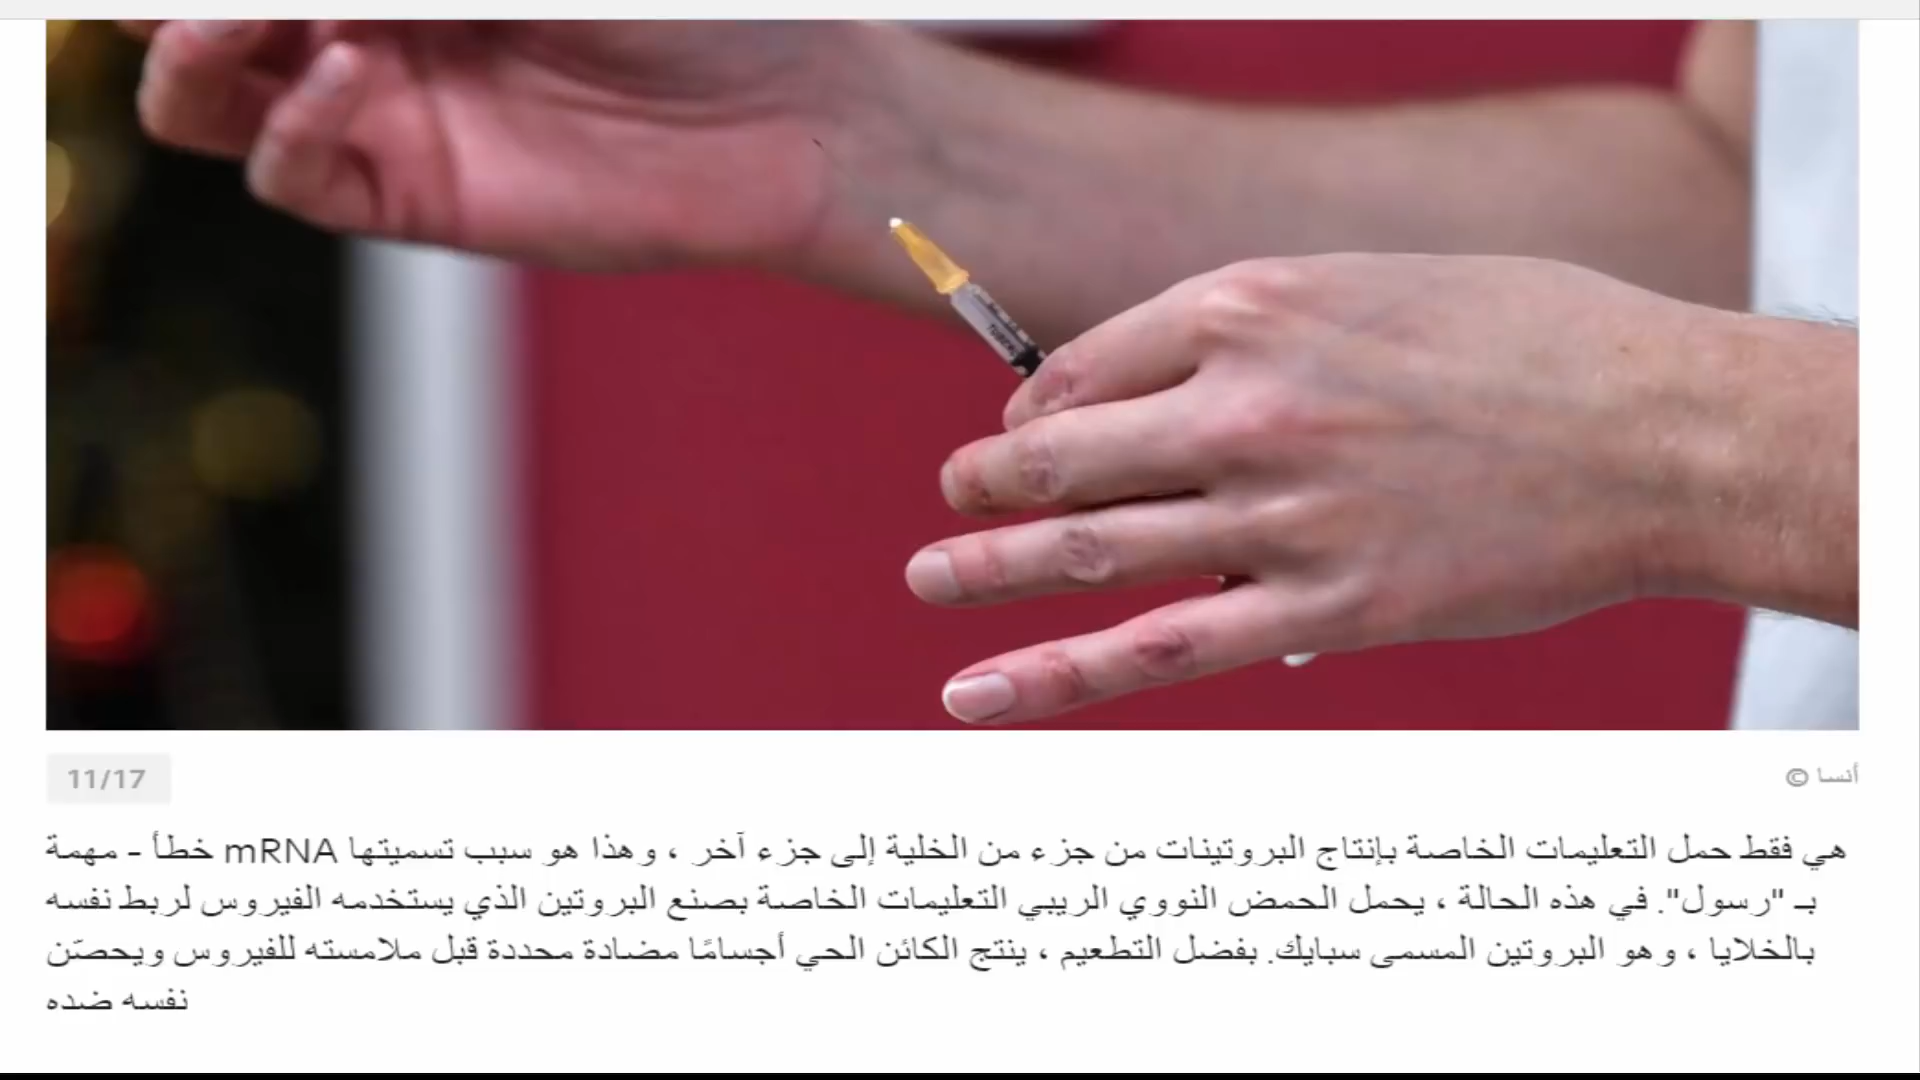 11/17
أنسا ©
هي فقط حمل التعليمات الخاصة بإنتاج البروتينات من جزء من الخلية إلى جزء آخر ، وهذا هو سبب تسميتها mRNA خطأ - مهمة
بـ "رسول". في هذه الحالة ، يحمل الحمض النووي الريبي التعليمات الخاصة بصنع البروتين الذي يستخدمه الفيروس لربط نفسه
بالخلايا ، وهو البروتين المسمى سبايك. بفضل التطعيم ، ينتج الكائن الحي أجسامًا مضادة محددة قبل ملامسته للفيروس ويحصّن
نفسه ضده